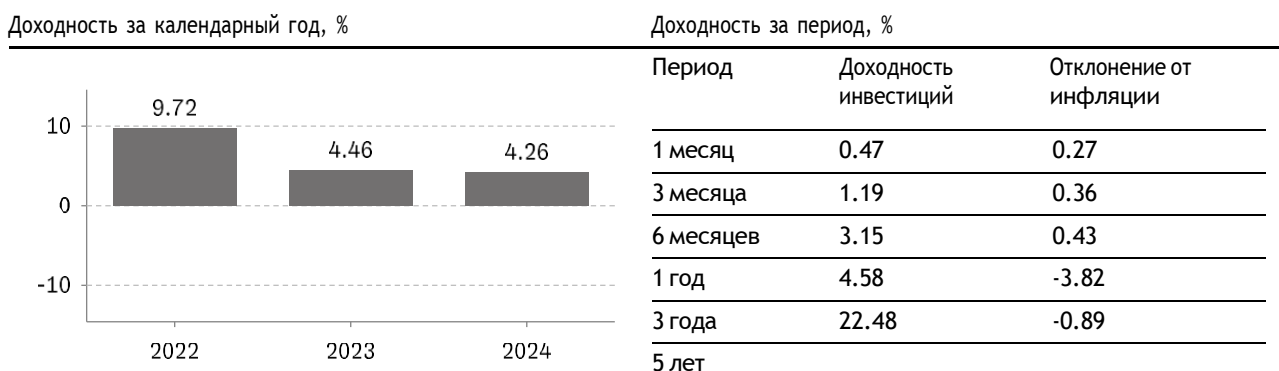 Доходность за календарный год, %
9.72
10
4.46
4.26
0
-10
2022 2023 2024
Доходность за период, %
Период Доходность инвестиций Отклонение от инфляции
1 месяц 0.47 0.27
3 месяца 1.19 0.36
6 месяцев 3.15 0.43
1 год 4.58 -3.82
3 года 22.48 -0.89
5 лет